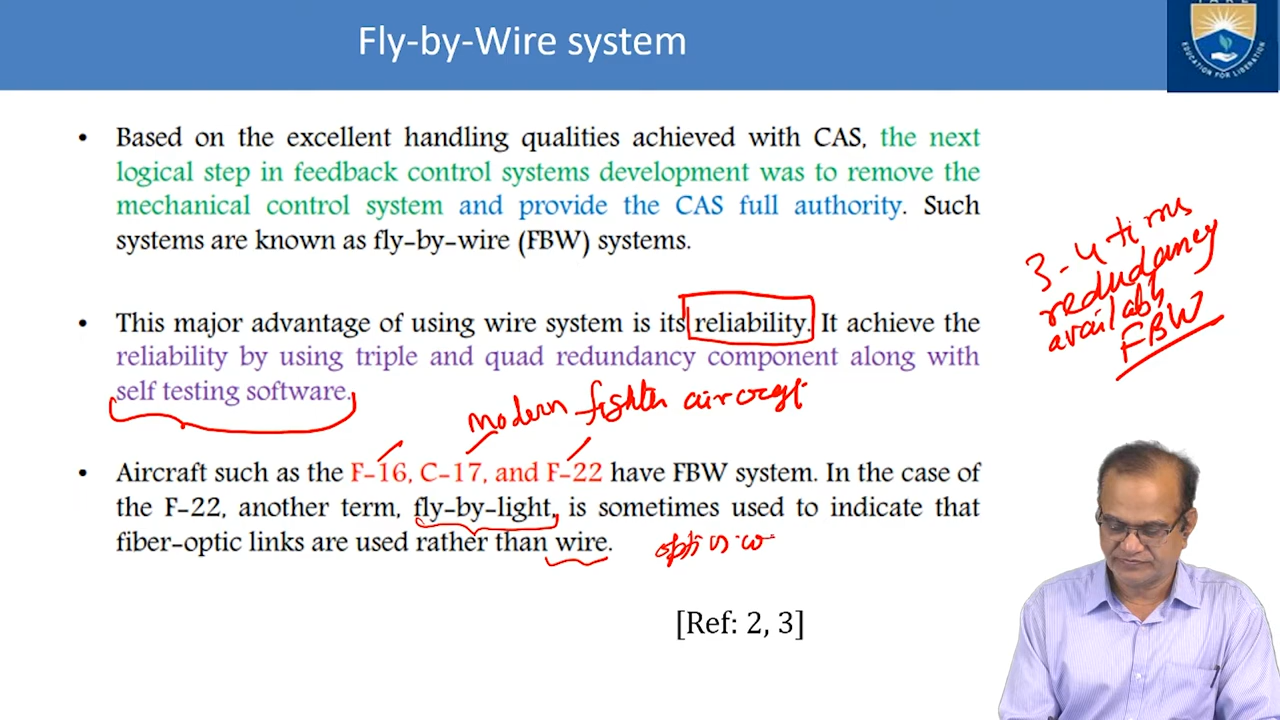 Fly-by-Wire system
EDUCATION FOR LIBERATION
• Based on the excellent handling qualities achieved with CAS, the next
logical step in feedback control systems development was to remove the
mechanical control system and provide the CAS full authority. Such
systems are known as fly-by-wire (FBW) systems.
• This major advantage of using wire system is its reliability. It achieve the
reliability by using triple and quad redundancy component along with
self testing software.
modern fighter aircraft
3-4 times
redudancy
FBW
• Aircraft such as the F-16, C-17, and F-22 have FBW system. In the case of
the F-22, another term, fly-by-light, is sometimes used to indicate that
fiber-optic links are used rather than wire.
[Ref: 2, 3]